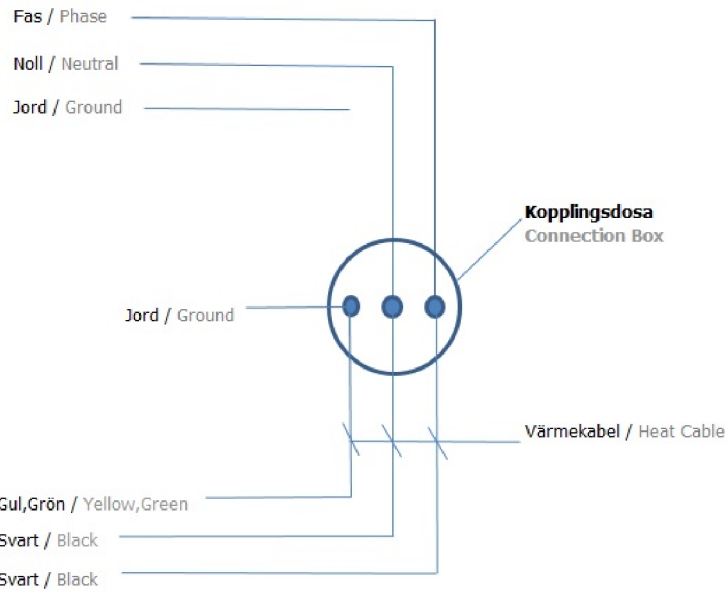 Fas / Phase
Noll / Neutral
Jord / Ground
Kopplingsdosa
Connection Box
Jord / Ground
Värmekabel / Heat Cable
Gul,Grön / Yellow,Green
Svart / Black
Svart / Black